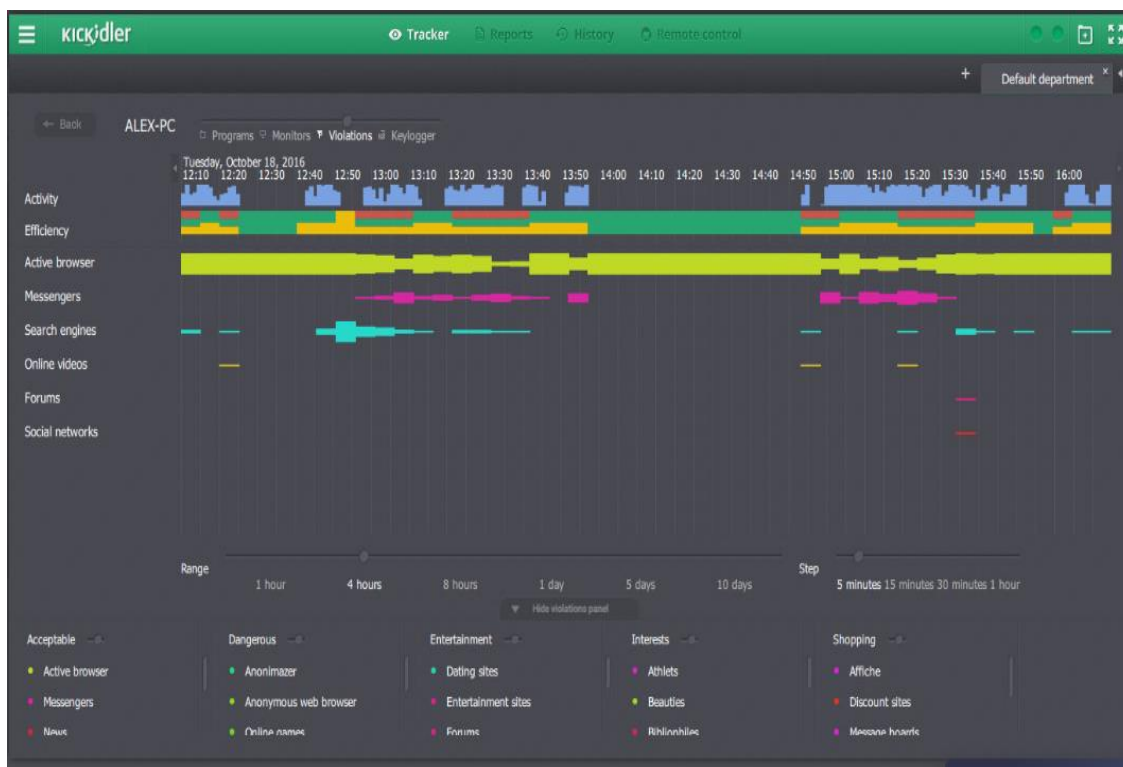 KICKidler
Tracker Reports History Remote control
+ Default department ×
← Back ALEX-PC
Programs Monitors Violations Keylogger
Tuesday, October 18, 2016
12:10 12:20 12:30 12:40 12:50 13:00 13:10 13:20 13:30 13:40 13:50 14:00 14:10 14:20 14:30 14:40 14:40 14:50 15:00 15:10 15:20 15:30 15:40 15:50 16:00
Activity
Efficiency
Active browser
Messengers
Search engines
Online videos
Forums
Social networks
Range 1 hour 4 hours 8 hours 1 day 5 days 10 days Step 5 minutes 15 minutes 30 minutes 1 hour
Hide violations panel
Acceptable Dangerous Entertainment Interests Shopping
Active browser Anonimazer Dating sites Athlets Affiche
Messengers Anonymous web browser Entertainment sites Beauties Discount sites
News Online games Forums Bibliophiles Message boards